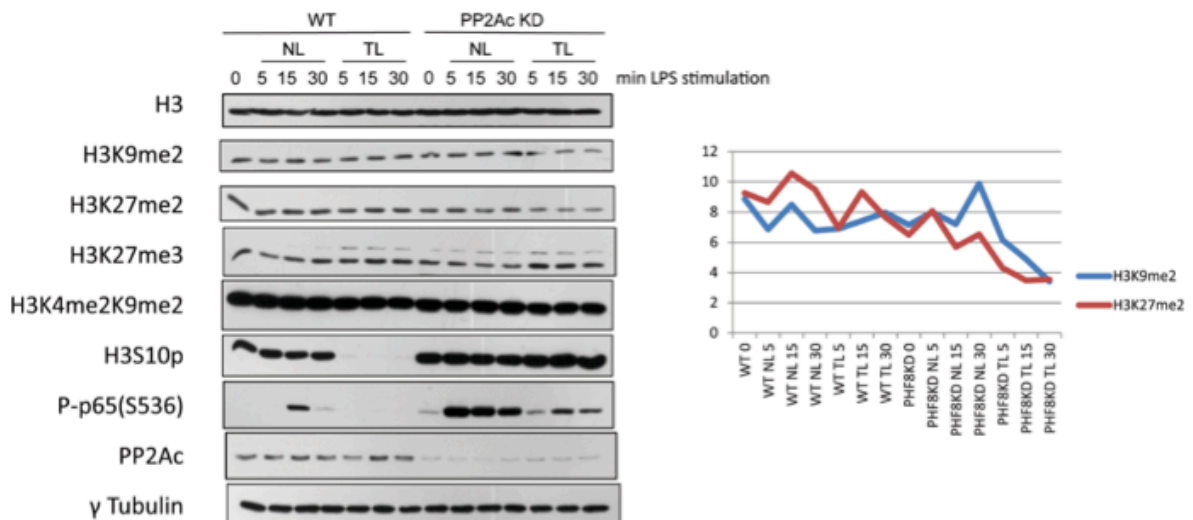 WT PP2Ac KD
NL TL NL TL
0 5 15 30 5 15 30 0 5 15 30 5 15 30 min LPS stimulation
H3
H3K9me2
H3K27me2
H3K27me3
H3K4me2K9me2
H3S10p
P-p65(S536)
PP2Ac
γ Tubulin
12
10
8
6
4
2
0
WT 0
WT NL 5
WT NL 15
WT NL 30
WT TL 5
WT TL 15
WT TL 30
PHF8KD 0
PHF8KD NL 5
PHF8KD NL 15
PHF8KD NL 30
PHF8KD TL 5
PHF8KD TL 15
PHF8KD TL 30
H3K9me2
H3K27me2